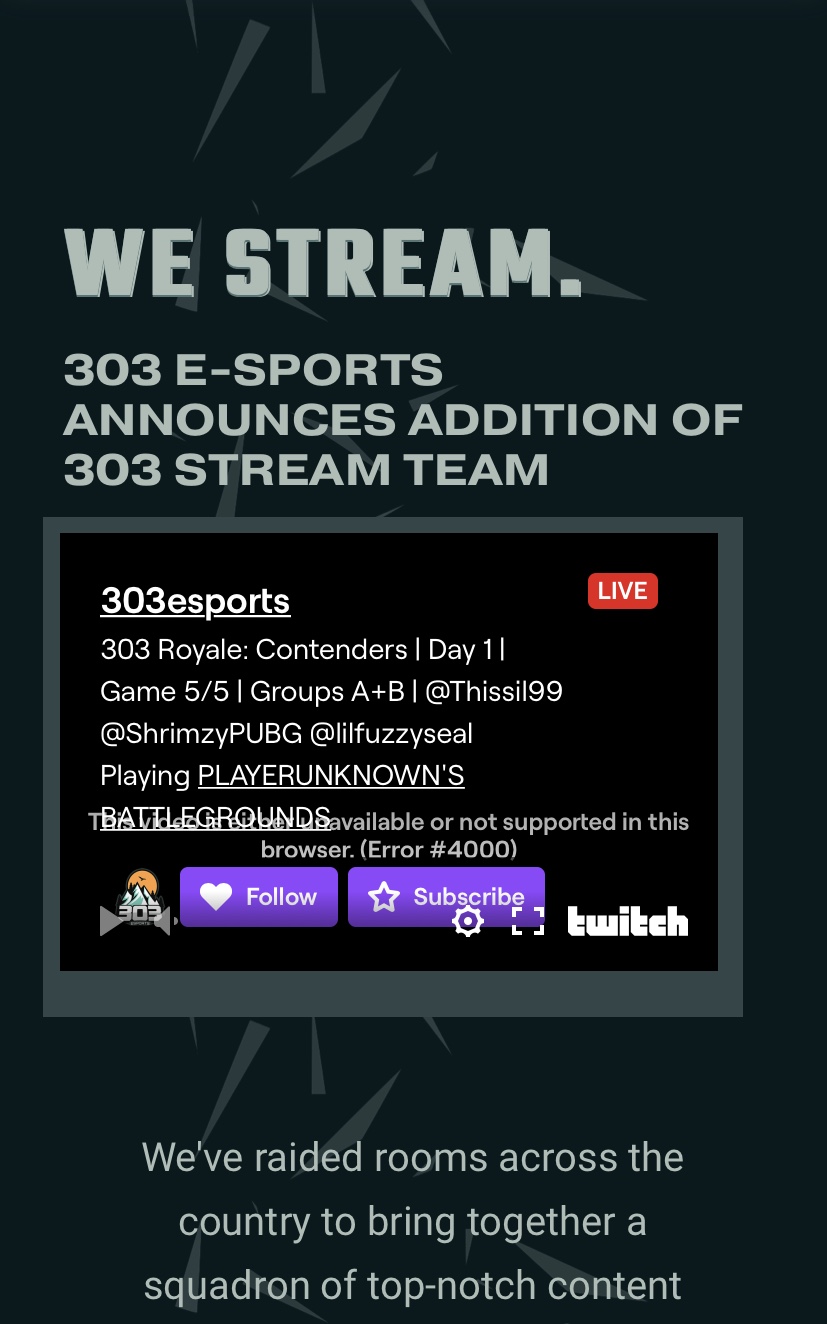 WE STREAM.
303 E-SPORTS
ANNOUNCES ADDITION OF
303 STREAM TEAM
303esports
LIVE
303 Royale: Contenders | Day 1 |
Game 5/5 | Groups A+B | @Thissil99
@ShrimzyPUBG @lilfuzzyseal
Playing PLAYERUNKNOWN'S
BATTLEGROUNDS
This video is either unavailable or not supported in this
browser. (Error #4000)
303
Follow
Subscribe
twitch
We've raided rooms across the
country to bring together a
squadron of top-notch content